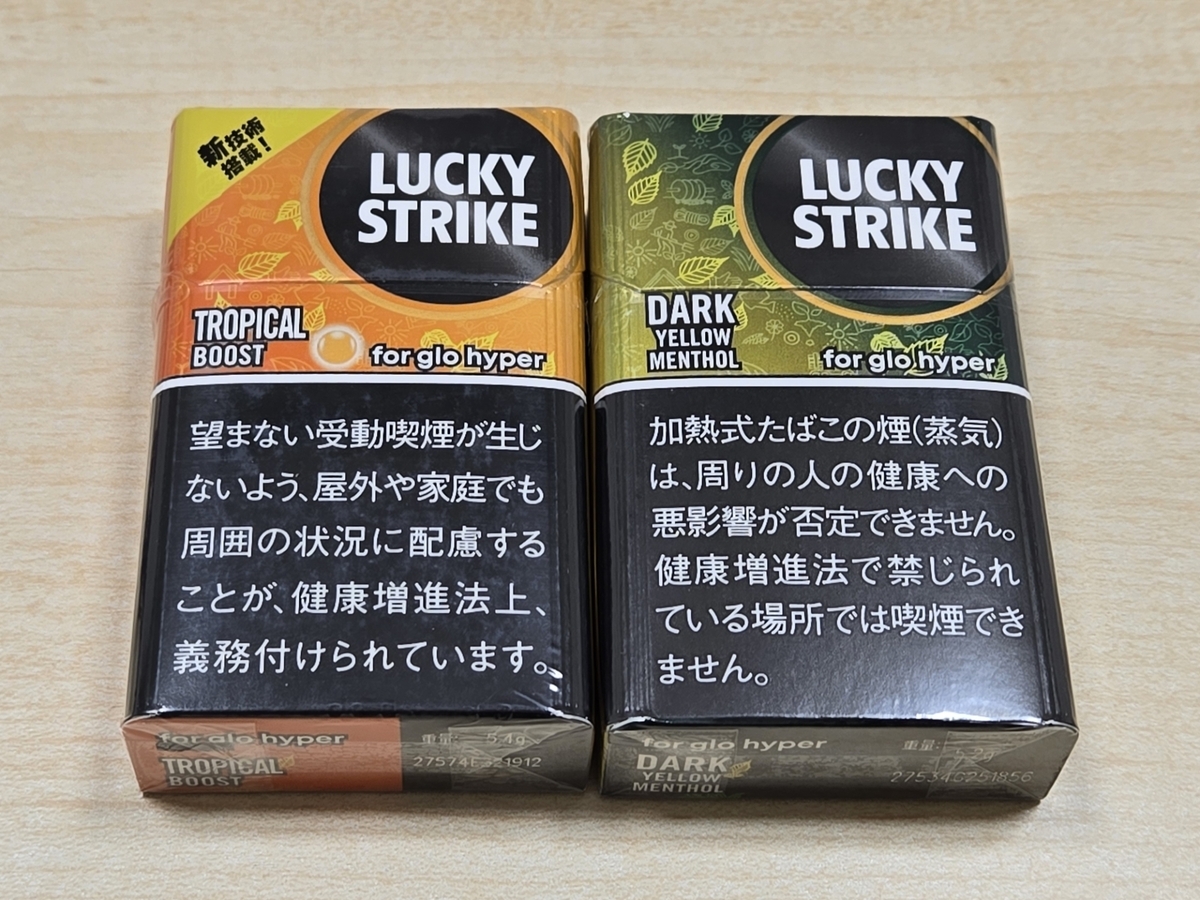 新技術
搭載！
LUCKY
STRIKE
TROPICAL
BOOST
for glo hyper
望まない受動喫煙が生じ
ないよう、屋外や家庭でも
周囲の状況に配慮する
ことが、健康増進法上、
義務付けられています。
for glo hyper
TROPICAL
BOOST
重量: 5.4g
LUCKY
STRIKE
DARK
YELLOW
MENTHOL
for glo hyper
加熱式たばこの煙(蒸気)
は、周りの人の健康への
悪影響が否定できません。
健康増進法で禁じられ
ている場所では喫煙でき
ません。
for glo hyper
DARK
YELLOW
MENTHOL
重量: 5.2g